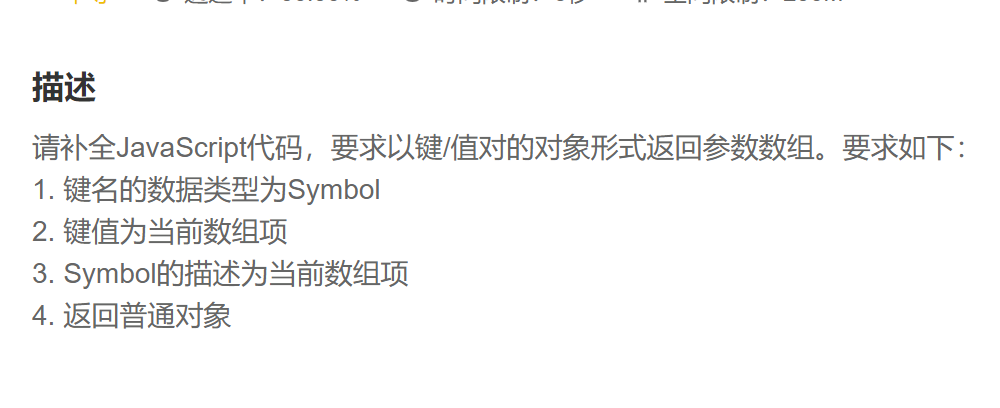 描述
请补全JavaScript代码，要求以键/值对的对象形式返回参数数组。要求如下：
1. 键名的数据类型为Symbol
2. 键值为当前数组项
3. Symbol的描述为当前数组项
4. 返回普通对象